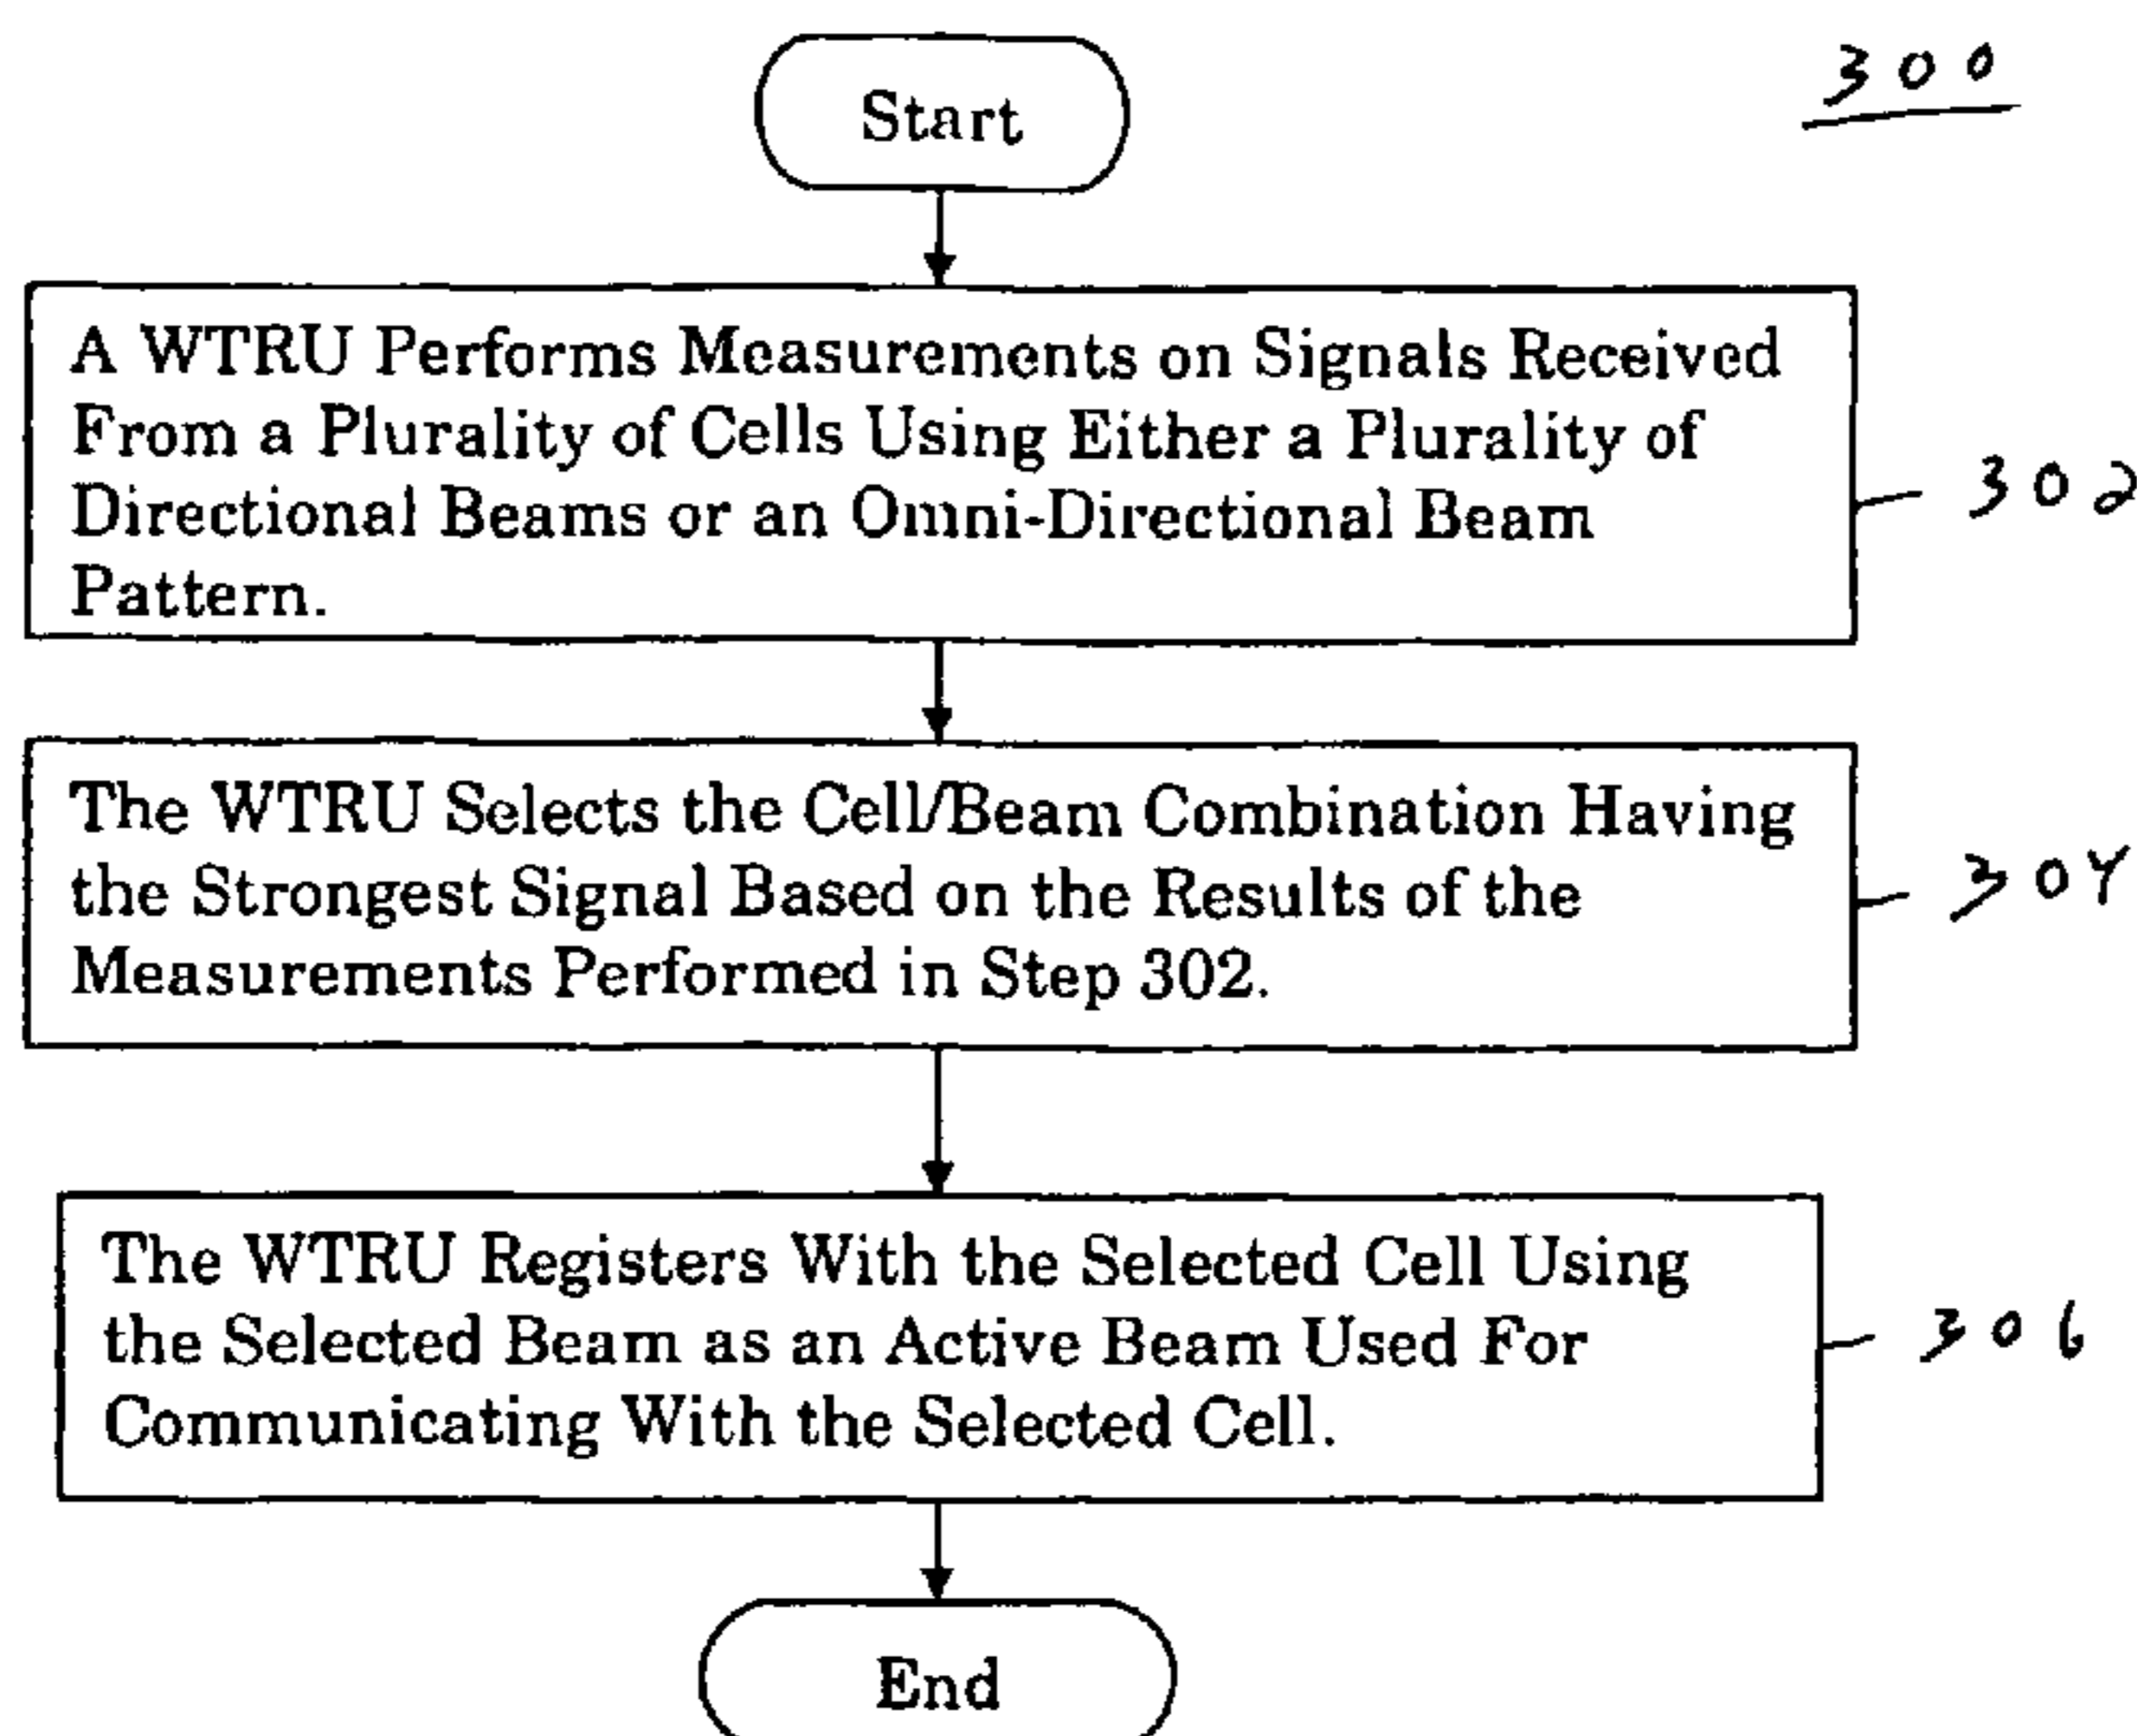 300
Start
A WTRU Performs Measurements on Signals Received
From a Plurality of Cells Using Either a Plurality of
Directional Beams or an Omni-Directional Beam
Pattern.
302
The WTRU Selects the Cell/Beam Combination Having
the Strongest Signal Based on the Results of the
Measurements Performed in Step 302.
304
The WTRU Registers With the Selected Cell Using
the Selected Beam as an Active Beam Used For
Communicating With the Selected Cell.
306
End